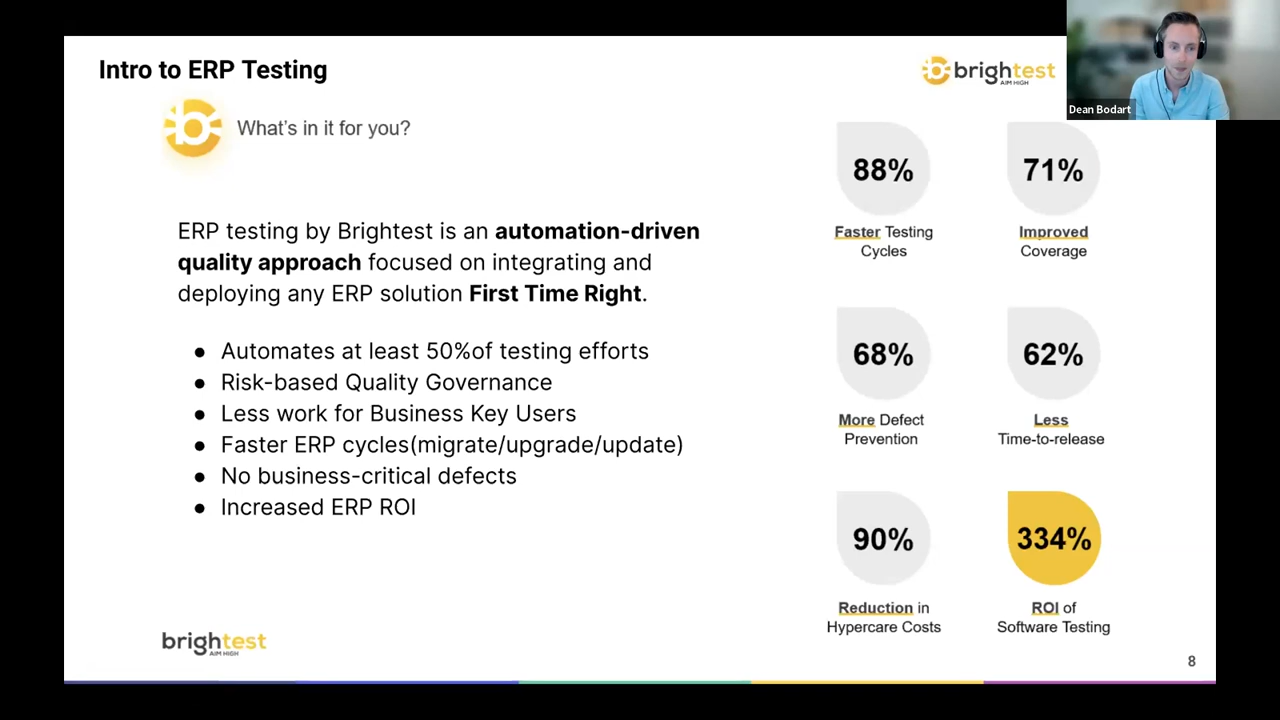 Intro to ERP Testing
brightest
AIM HIGH
Dean Bodart
What's in it for you?
ERP testing by Brightest is an automation-driven
quality approach focused on integrating and
deploying any ERP solution First Time Right.
● Automates at least 50%of testing efforts
● Risk-based Quality Governance
● Less work for Business Key Users
● Faster ERP cycles(migrate/upgrade/update)
● No business-critical defects
● Increased ERP ROI
88%
Faster Testing
Cycles
71%
Improved
Coverage
68%
More Defect
Prevention
62%
Less
Time-to-release
90%
Reduction in
Hypercare Costs
334%
ROI of
Software Testing
brightest
AIM HIGH
8